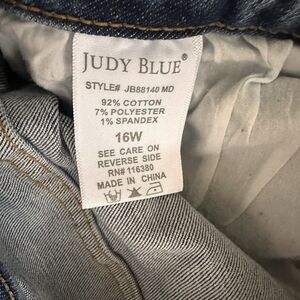 JUDY BLUE®
STYLE# JB88140 MD
92% COTTON
7% POLYESTER
1% SPANDEX
16W
SEE CARE ON
REVERSE SIDE
RN# 116380
MADE IN CHINA